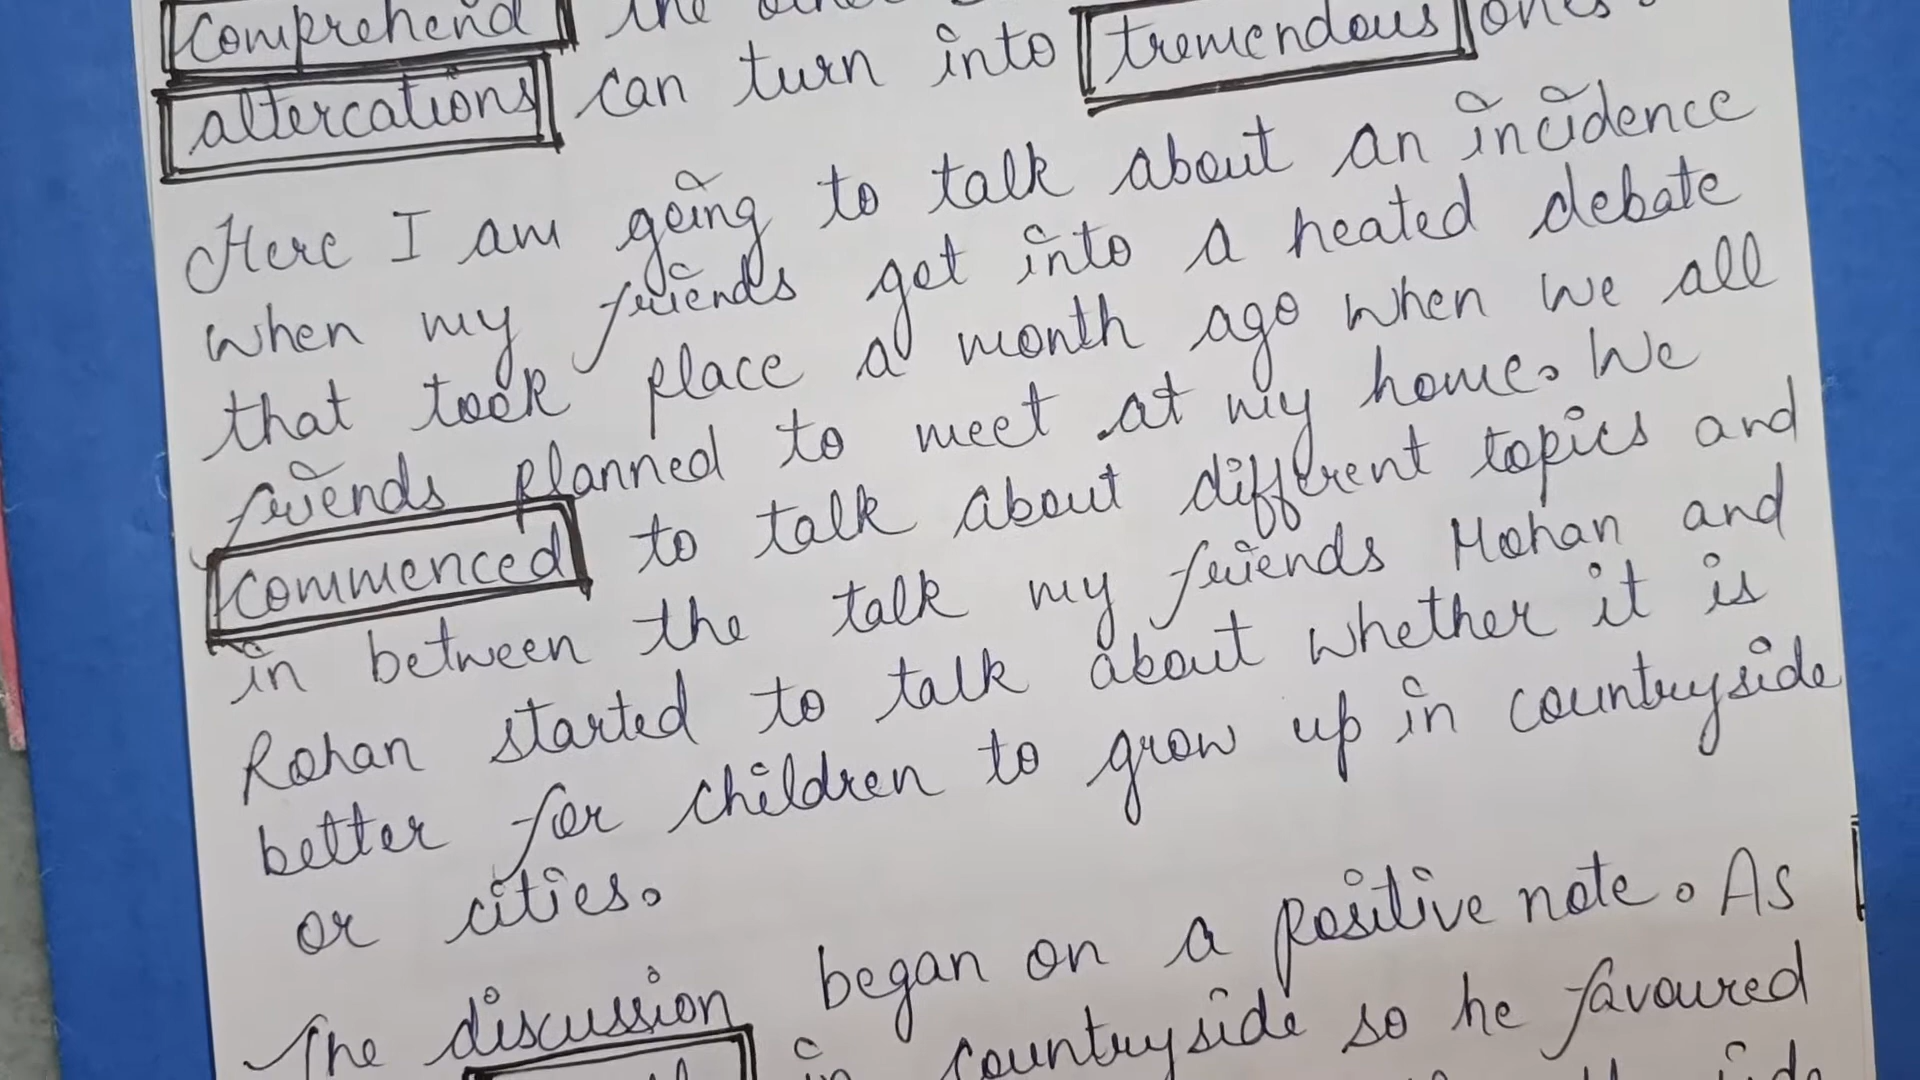 comprehend the
altercations can turn into tremendous ones.
Here I am going to talk about an incidence
when my friends get into a heated debate
that took place a month ago when we all
friends planned to meet at my home. We
commenced to talk about different topics and
in between the talk my friends Mohan and
Rohan started to talk about whether it is
better for children to grow up in countryside
or cities.
The discussion began on a positive note. As
in countryside so he favoured